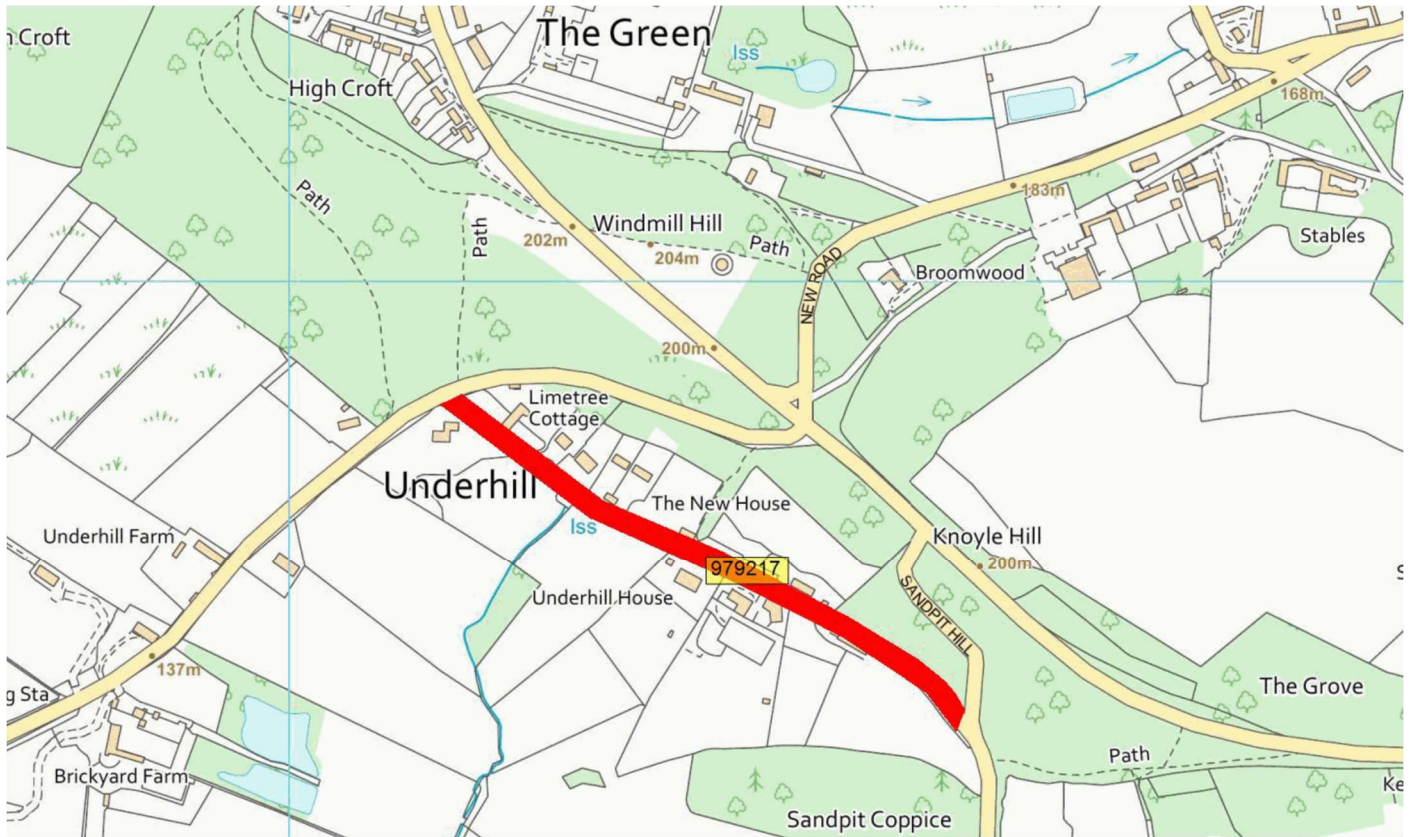 n Croft
The Green
Iss
High Croft
168m
Path
183m
Windmill Hill
202m
Path
204m
Path
Stables
Broomwood
NEW ROAD
200m
Limetree
Cottage
Underhill
The New House
Iss
Underhill Farm
Knoyle Hill
979217
200m
Underhill House
SANDPIT HILL
137m
g Sta
The Grove
Path
Brickyard Farm
Ke
Sandpit Coppice